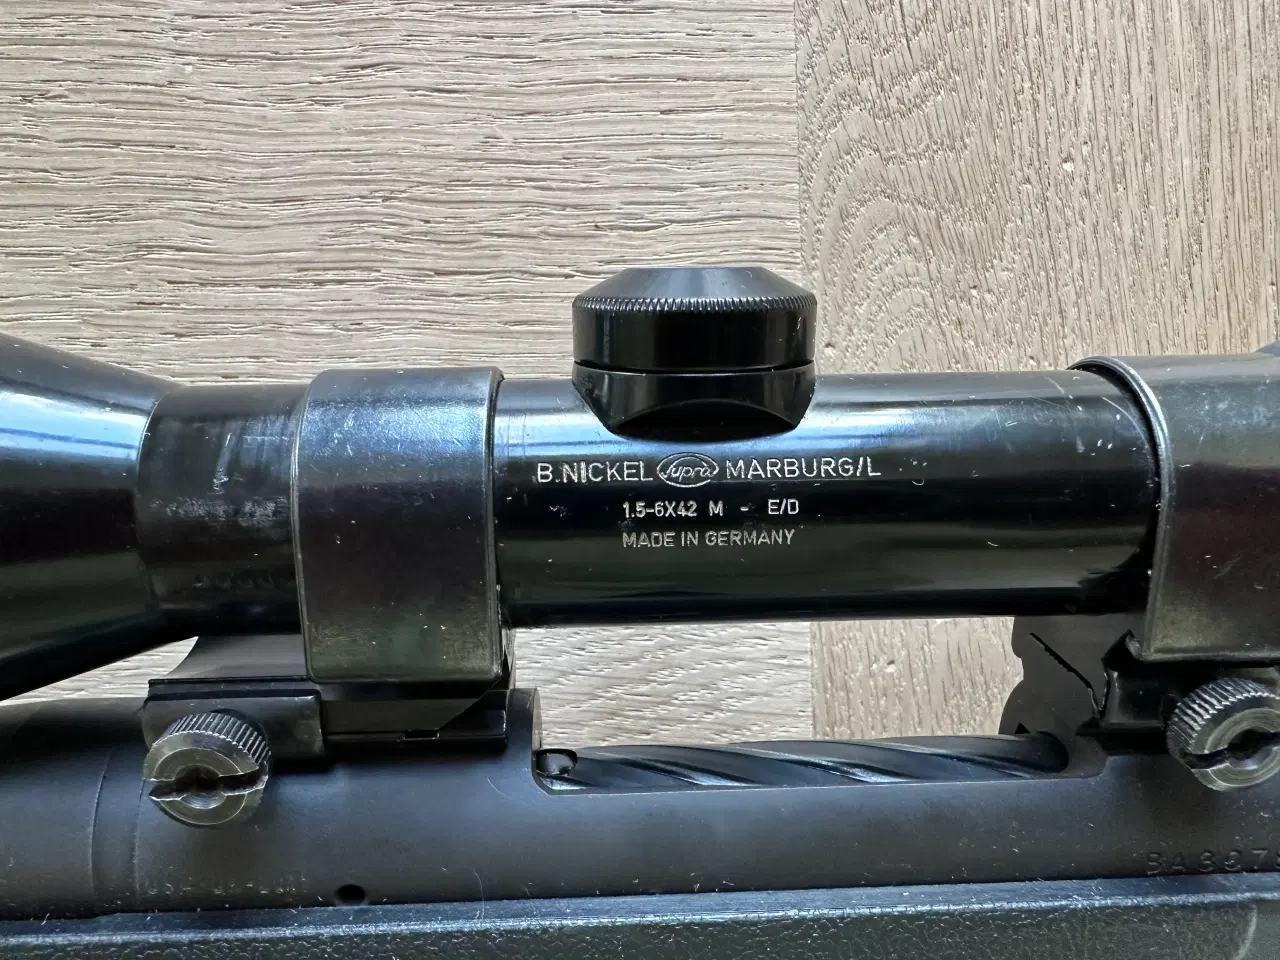 B.NICKEL Supra MARBURG/L
1.5-6X42 M - E/D
MADE IN GERMANY